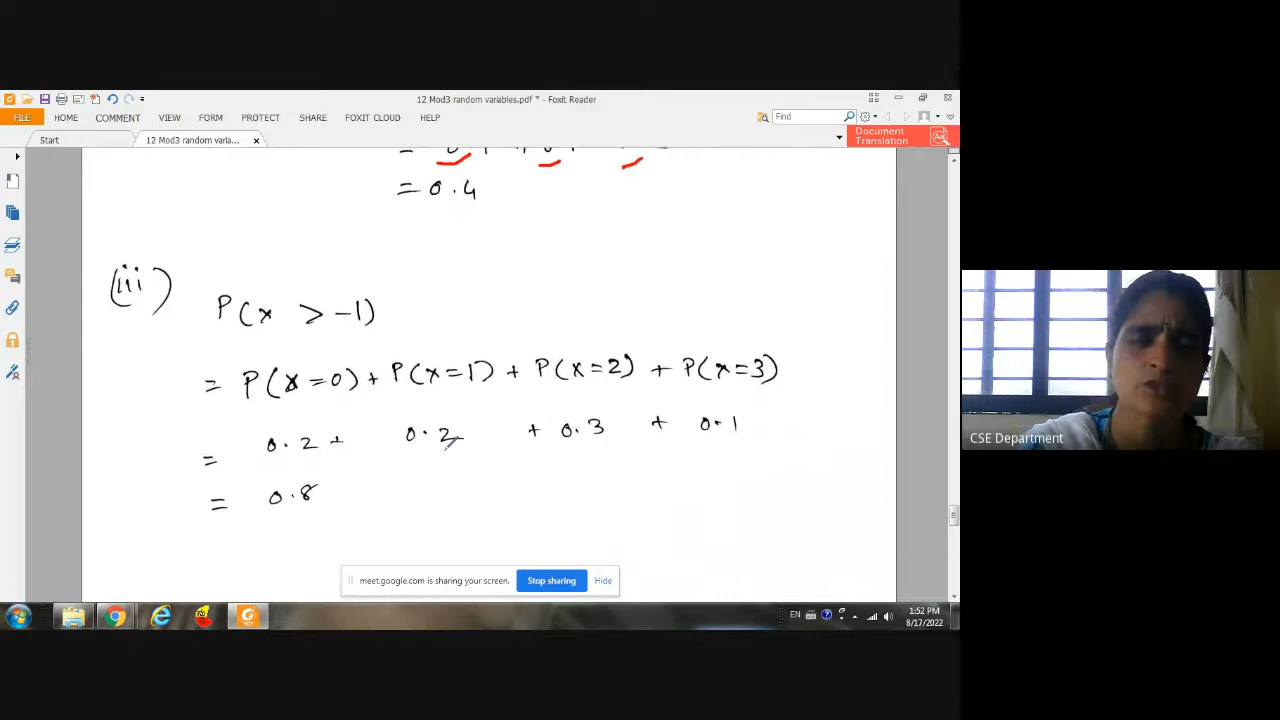 12 Mod3 random variables.pdf * - Foxit Reader
FILE HOME COMMENT VIEW FORM PROTECT SHARE FOXIT CLOUD HELP
Find
Start 12 Mod3 random varia...
Document
Translation
= 0.4
(iii)
P(x > -1)
= P(x=0) + P(x=1) + P(x=2) + P(x=3)
= 0.2 + 0.2 + 0.3 + 0.1
= 0.8
CSE Department
meet.google.com is sharing your screen. Stop sharing Hide
EN
1:52 PM
8/17/2022